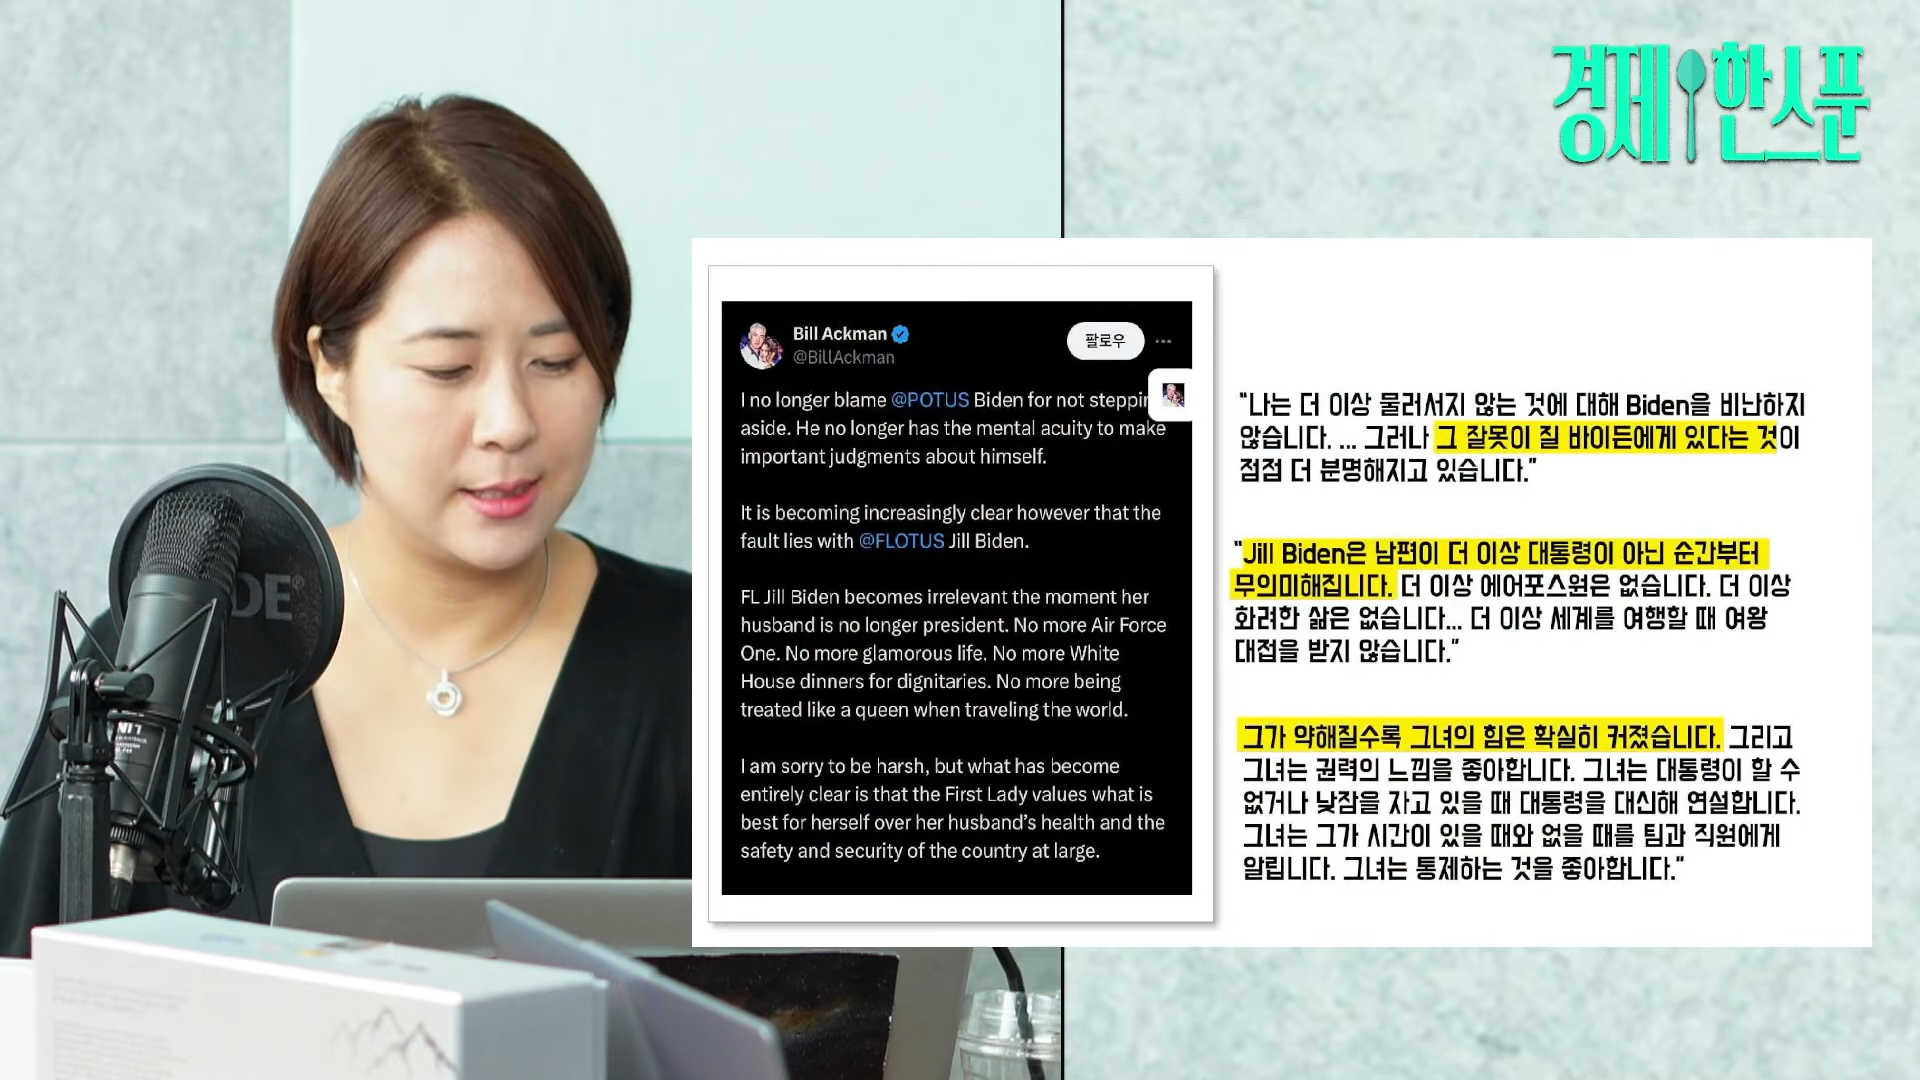 경제한스푼
Bill Ackman
@BillAckman
팔로우
I no longer blame @POTUS Biden for not steppin
aside. He no longer has the mental acuity to make
important judgments about himself.
It is becoming increasingly clear however that the
fault lies with @FLOTUS Jill Biden.
FL Jill Biden becomes irrelevant the moment her
husband is no longer president. No more Air Force
One. No more glamorous life. No more White
House dinners for dignitaries. No more being
treated like a queen when traveling the world.
I am sorry to be harsh, but what has become
entirely clear is that the First Lady values what is
best for herself over her husband's health and the
safety and security of the country at large.
"나는 더 이상 물러서지 않는 것에 대해 Biden을 비난하지
않습니다. ... 그러나 그 잘못이 질 바이든에게 있다는 것이
점점 더 분명해지고 있습니다."
"Jill Biden은 남편이 더 이상 대통령이 아닌 순간부터
무의미해집니다. 더 이상 에어포스원은 없습니다. 더 이상
화려한 삶은 없습니다... 더 이상 세계를 여행할 때 여왕
대접을 받지 않습니다."
그가 약해질수록 그녀의 힘은 확실히 커졌습니다. 그리고
그녀는 권력의 느낌을 좋아합니다. 그녀는 대통령이 할 수
없거나 낮잠을 자고 있을 때 대통령을 대신해 연설합니다.
그녀는 그가 시간이 있을 때와 없을 때를 팀과 직원에게
알립니다. 그녀는 통제하는 것을 좋아합니다."